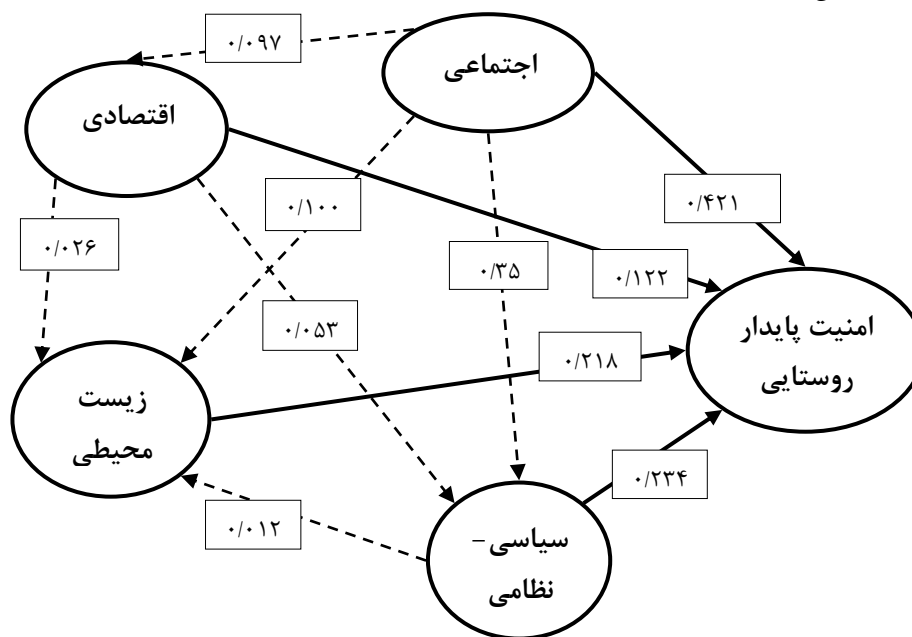 ۰/۰۹۷
اجتماعی
اقتصادی
۰/۱۰۰
۰/۴۲۱
۰/۰۲۶
۰/۳۵
۰/۱۲۲
۰/۰۵۳
امنیت پایدار
روستایی
۰/۲۱۸
زیست
محیطی
۰/۲۳۴
۰/۰۱۲
سیاسی –
نظامی